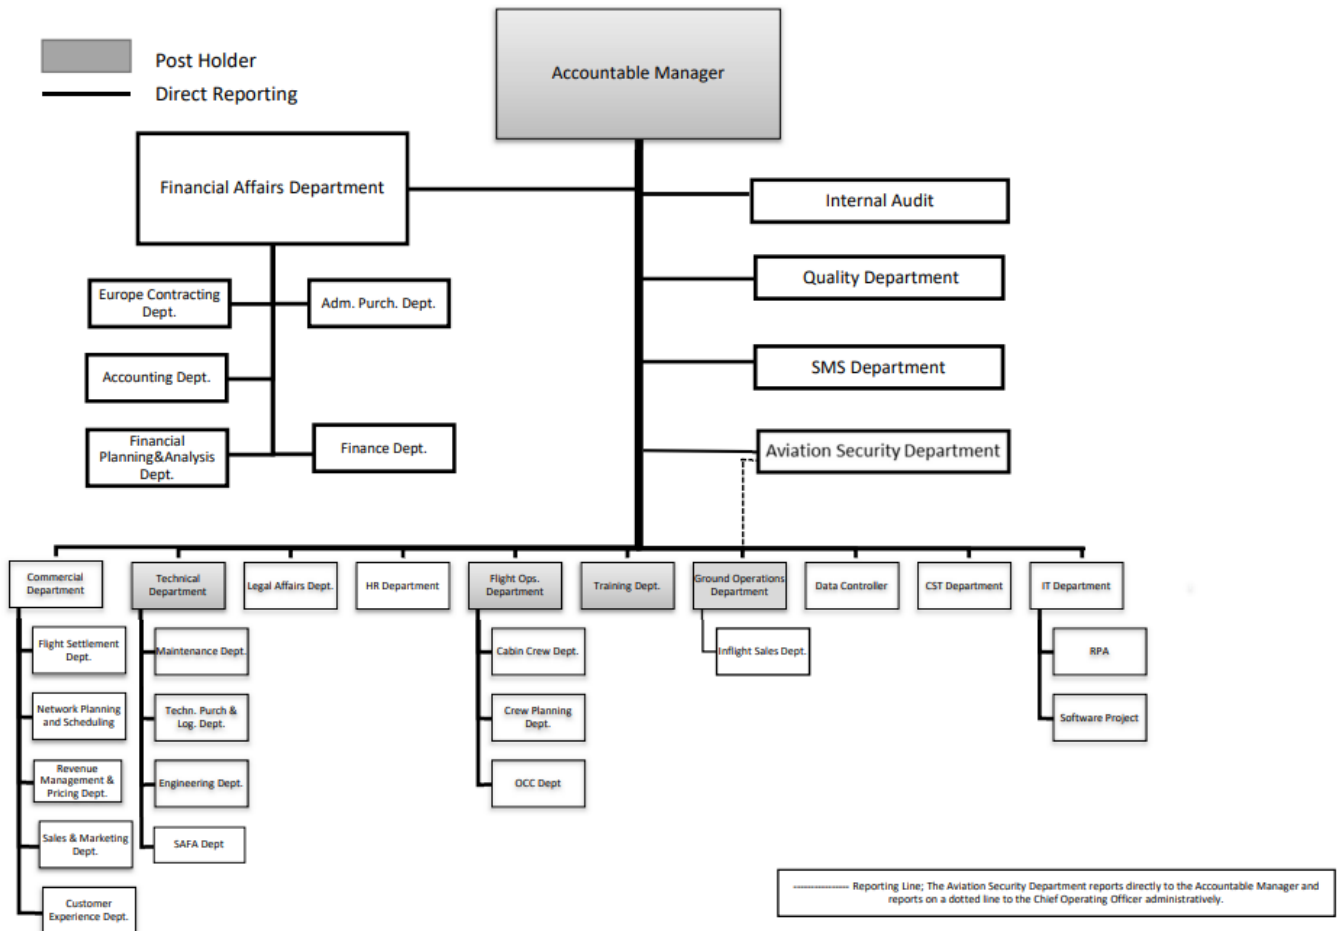 Post Holder
Direct Reporting
Accountable Manager
Financial Affairs Department
Internal Audit
Quality Department
SMS Department
Aviation Security Department
Europe Contracting
Dept.
Adm. Purch. Dept.
Accounting Dept.
Financial
Planning&Analysis
Dept.
Finance Dept.
Commercial
Department
Technical
Department
Legal Affairs Dept.
HR Department
Flight Ops.
Department
Training Dept.
Ground Operations
Department
Data Controller
CST Department
IT Department
Flight Settlement
Dept.
Network Planning
and Scheduling
Revenue
Management &
Pricing Dept.
Sales & Marketing
Dept.
Customer
Experience Dept.
Maintenance Dept.
Techn. Purch &
Log. Dept.
Engineering Dept.
SAFA Dept
Cabin Crew Dept.
Crew Planning
Dept.
OCC Dept
Inflight Sales Dept.
RPA
Software Project
Reporting Line; The Aviation Security Department reports directly to the Accountable Manager and
reports on a dotted line to the Chief Operating Officer administratively.